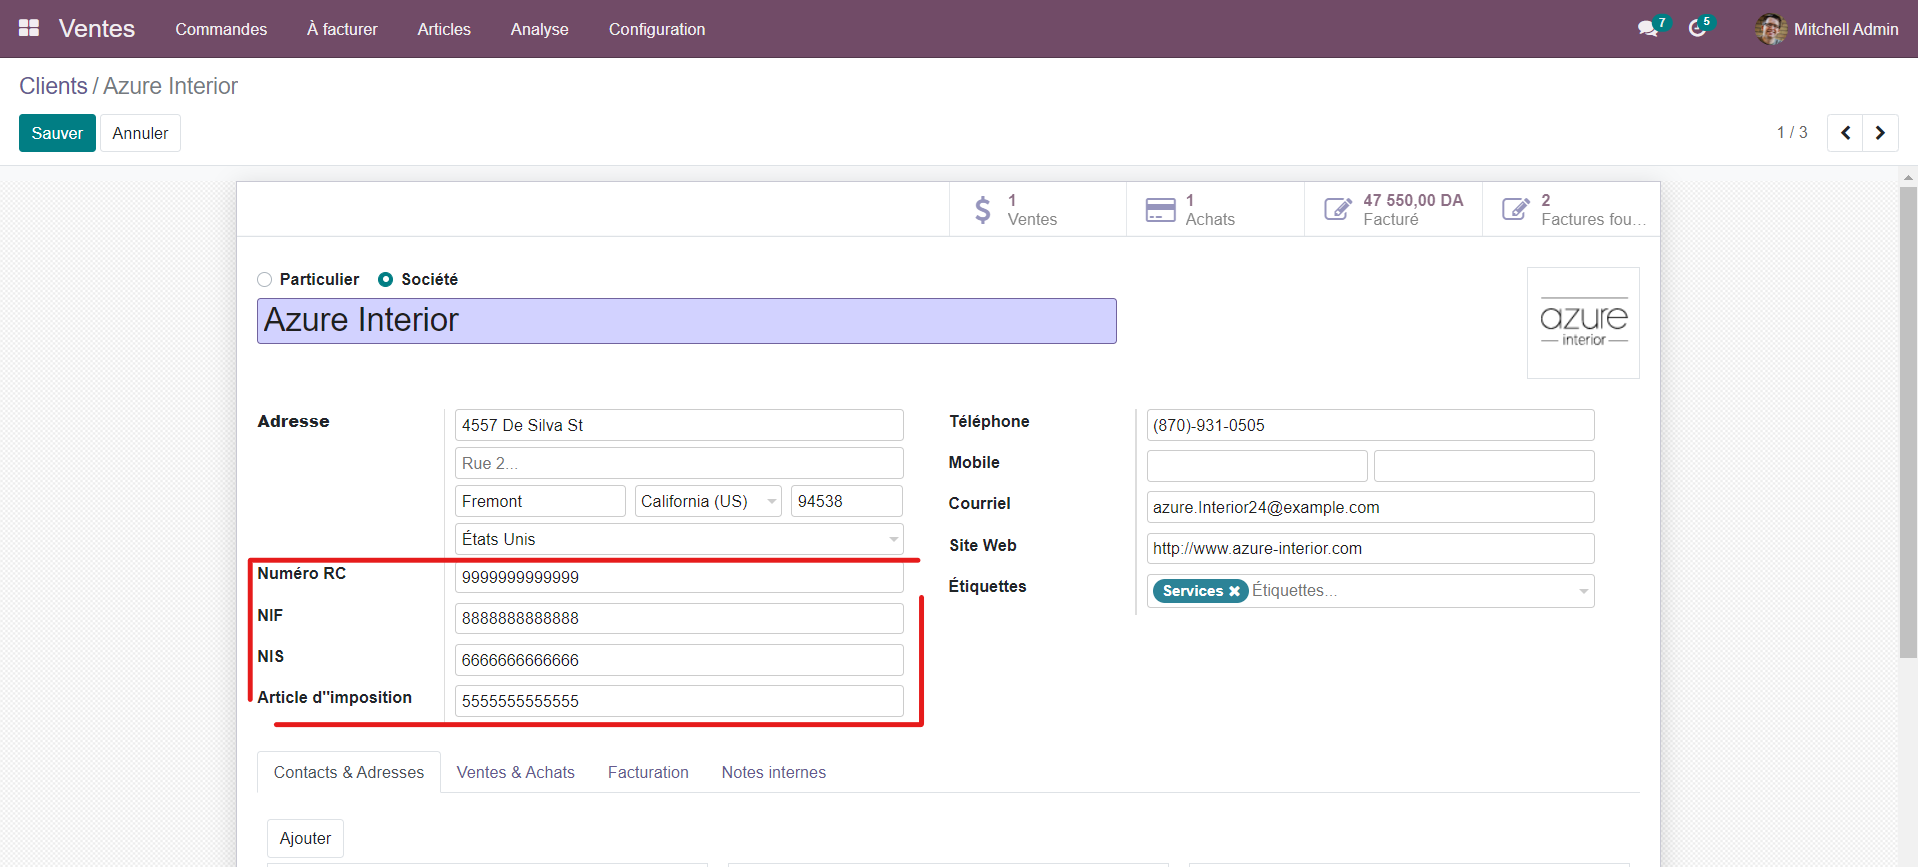 Ventes Commandes À facturer Articles Analyse Configuration 7 5 Mitchell Admin
Clients / Azure Interior
Sauver Annuler 1 / 3
1 Ventes
1 Achats
47 550,00 DA Facturé
2 Factures fou...
Particulier Société
Azure Interior
azure
interior
Adresse 4557 De Silva St
Rue 2...
Fremont California (US) 94538
États Unis
Numéro RC 9999999999999
NIF 8888888888888
NIS 6666666666666
Article d''imposition 5555555555555
Téléphone (870)-931-0505
Mobile
Courriel azure.Interior24@example.com
Site Web http://www.azure-interior.com
Étiquettes Services ✖ Étiquettes...
Contacts & Adresses Ventes & Achats Facturation Notes internes
Ajouter